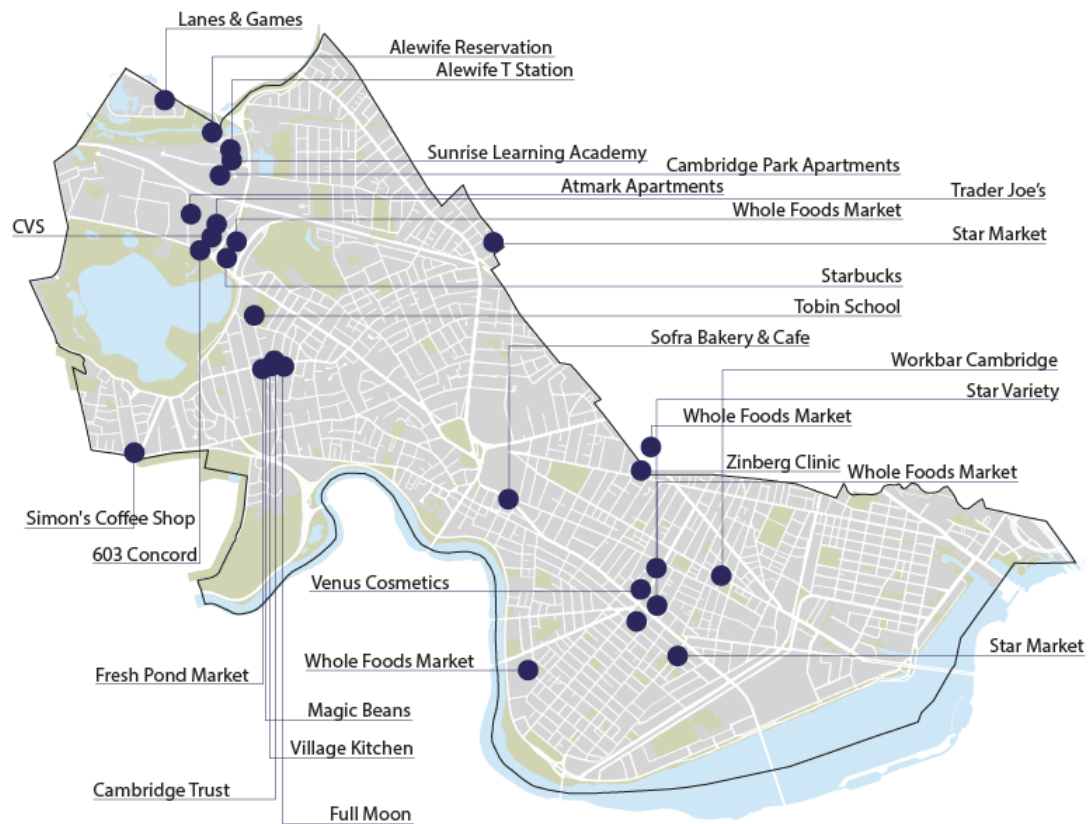 Lanes & Games
Alewife Reservation
Alewife T Station
Sunrise Learning Academy
Cambridge Park Apartments
Atmark Apartments
Trader Joe’s
Whole Foods Market
CVS
Star Market
Starbucks
Tobin School
Sofra Bakery & Cafe
Workbar Cambridge
Star Variety
Whole Foods Market
Zinberg Clinic
Whole Foods Market
Simon's Coffee Shop
603 Concord
Venus Cosmetics
Star Market
Whole Foods Market
Fresh Pond Market
Magic Beans
Village Kitchen
Cambridge Trust
Full Moon